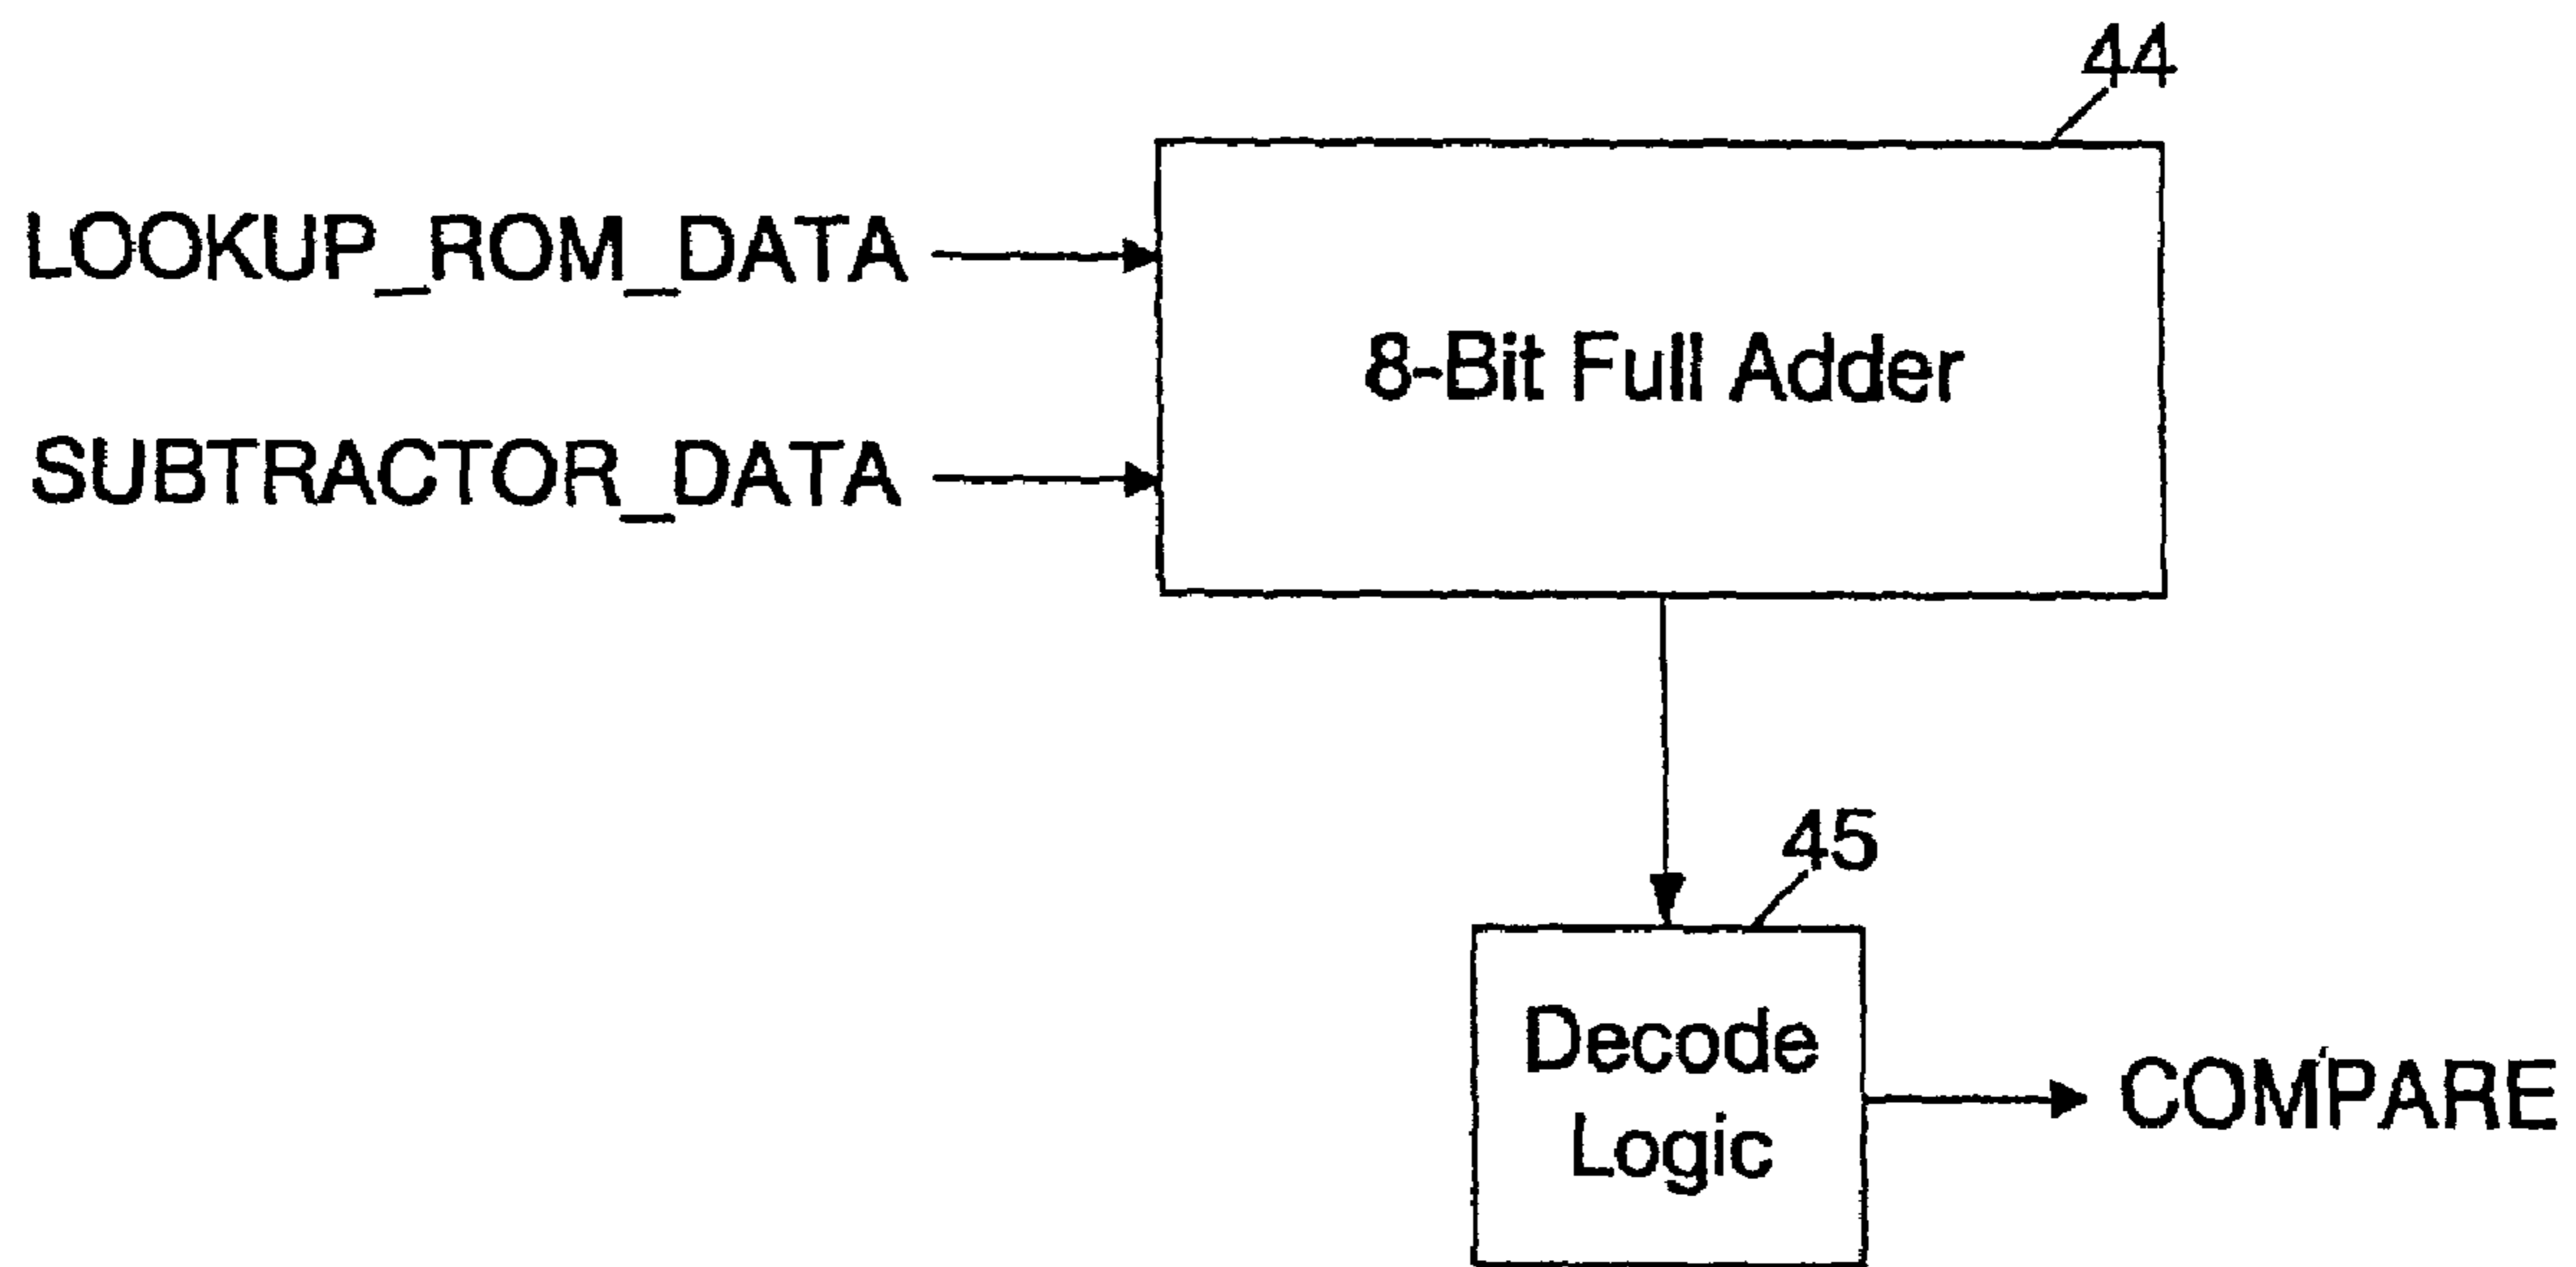 44
LOOKUP_ROM_DATA
8-Bit Full Adder
SUBTRACTOR_DATA
45
Decode
Logic
COMPARE